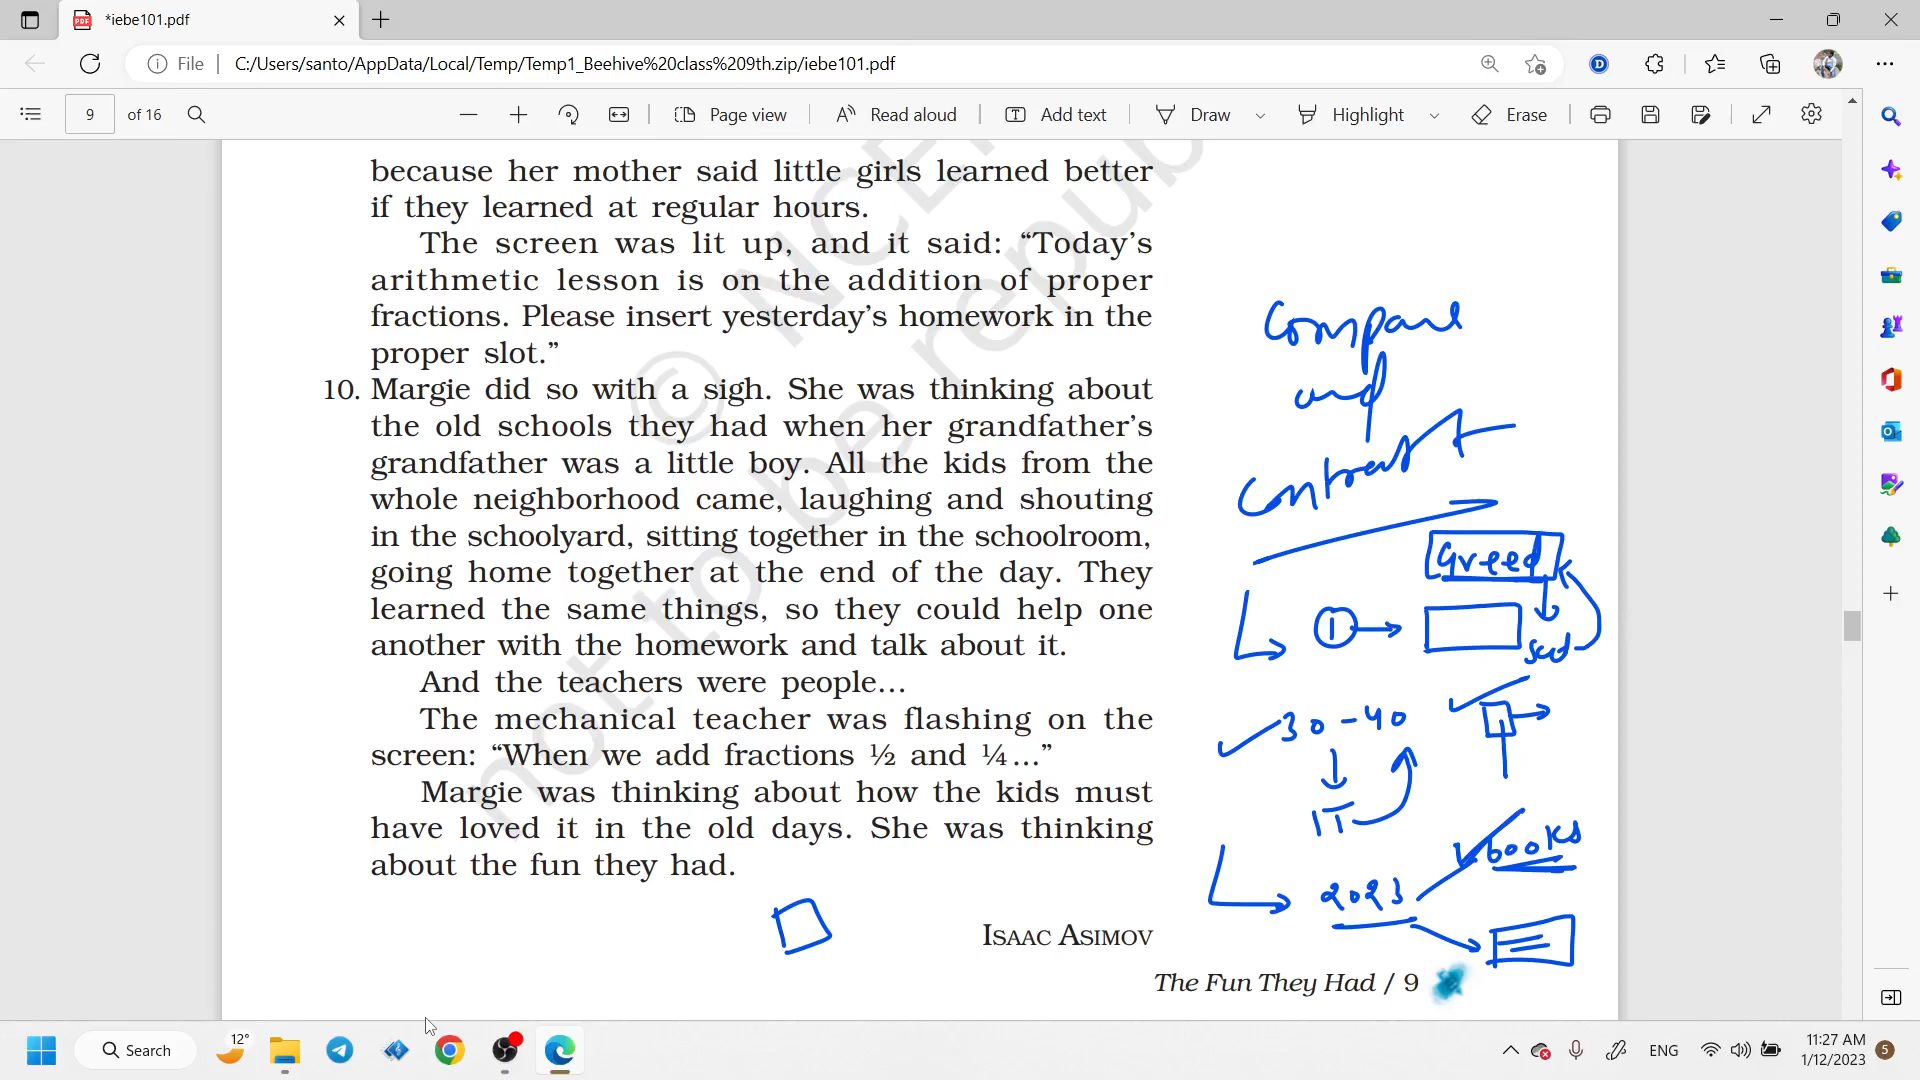 *iebe101.pdf
File
C:/Users/santo/AppData/Local/Temp/Temp1_Beehive%20class%209th.zip/iebe101.pdf
9 of 16
Page view
Read aloud
Add text
Draw
Highlight
Erase
because her mother said little girls learned better
if they learned at regular hours.
The screen was lit up, and it said: “Today’s
arithmetic lesson is on the addition of proper
fractions. Please insert yesterday’s homework in the
proper slot.”
10. Margie did so with a sigh. She was thinking about
the old schools they had when her grandfather’s
grandfather was a little boy. All the kids from the
whole neighborhood came, laughing and shouting
in the schoolyard, sitting together in the schoolroom,
going home together at the end of the day. They
learned the same things, so they could help one
another with the homework and talk about it.
And the teachers were people...
The mechanical teacher was flashing on the
screen: “When we add fractions ½ and ¼...”
Margie was thinking about how the kids must
have loved it in the old days. She was thinking
about the fun they had.
ISAAC ASIMOV
The Fun They Had / 9
© NCE
not to be repub
Compare
and
Contrast
Greed
1
30-40
IT
books
2023
12°
Search
ENG
11:27 AM
1/12/2023
5